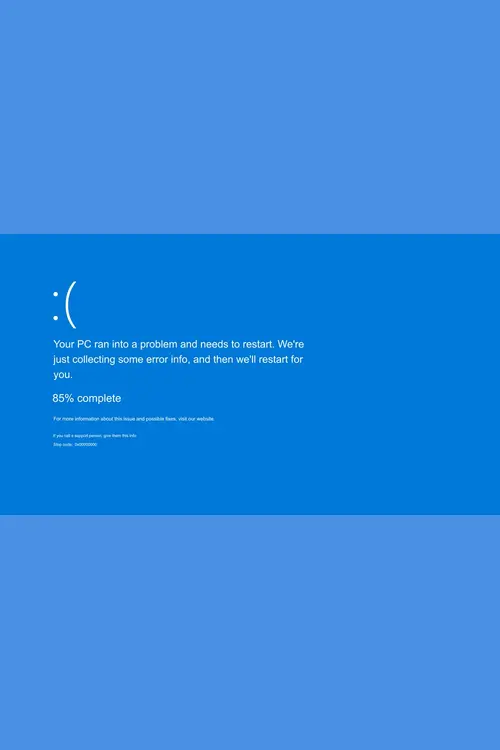 :(
Your PC ran into a problem and needs to restart. We're
just collecting some error info, and then we'll restart for
you.
85% complete
For more information about this issue and possible fixes, visit our website.
If you call a support person, give them this info:
Stop code: 0x00000000